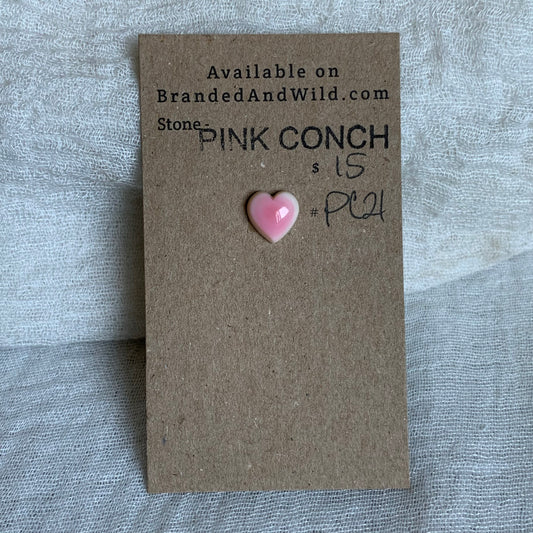 Available on
BrandedAndWild.com
Stone- PINK CONCH
$ 15
# PC21